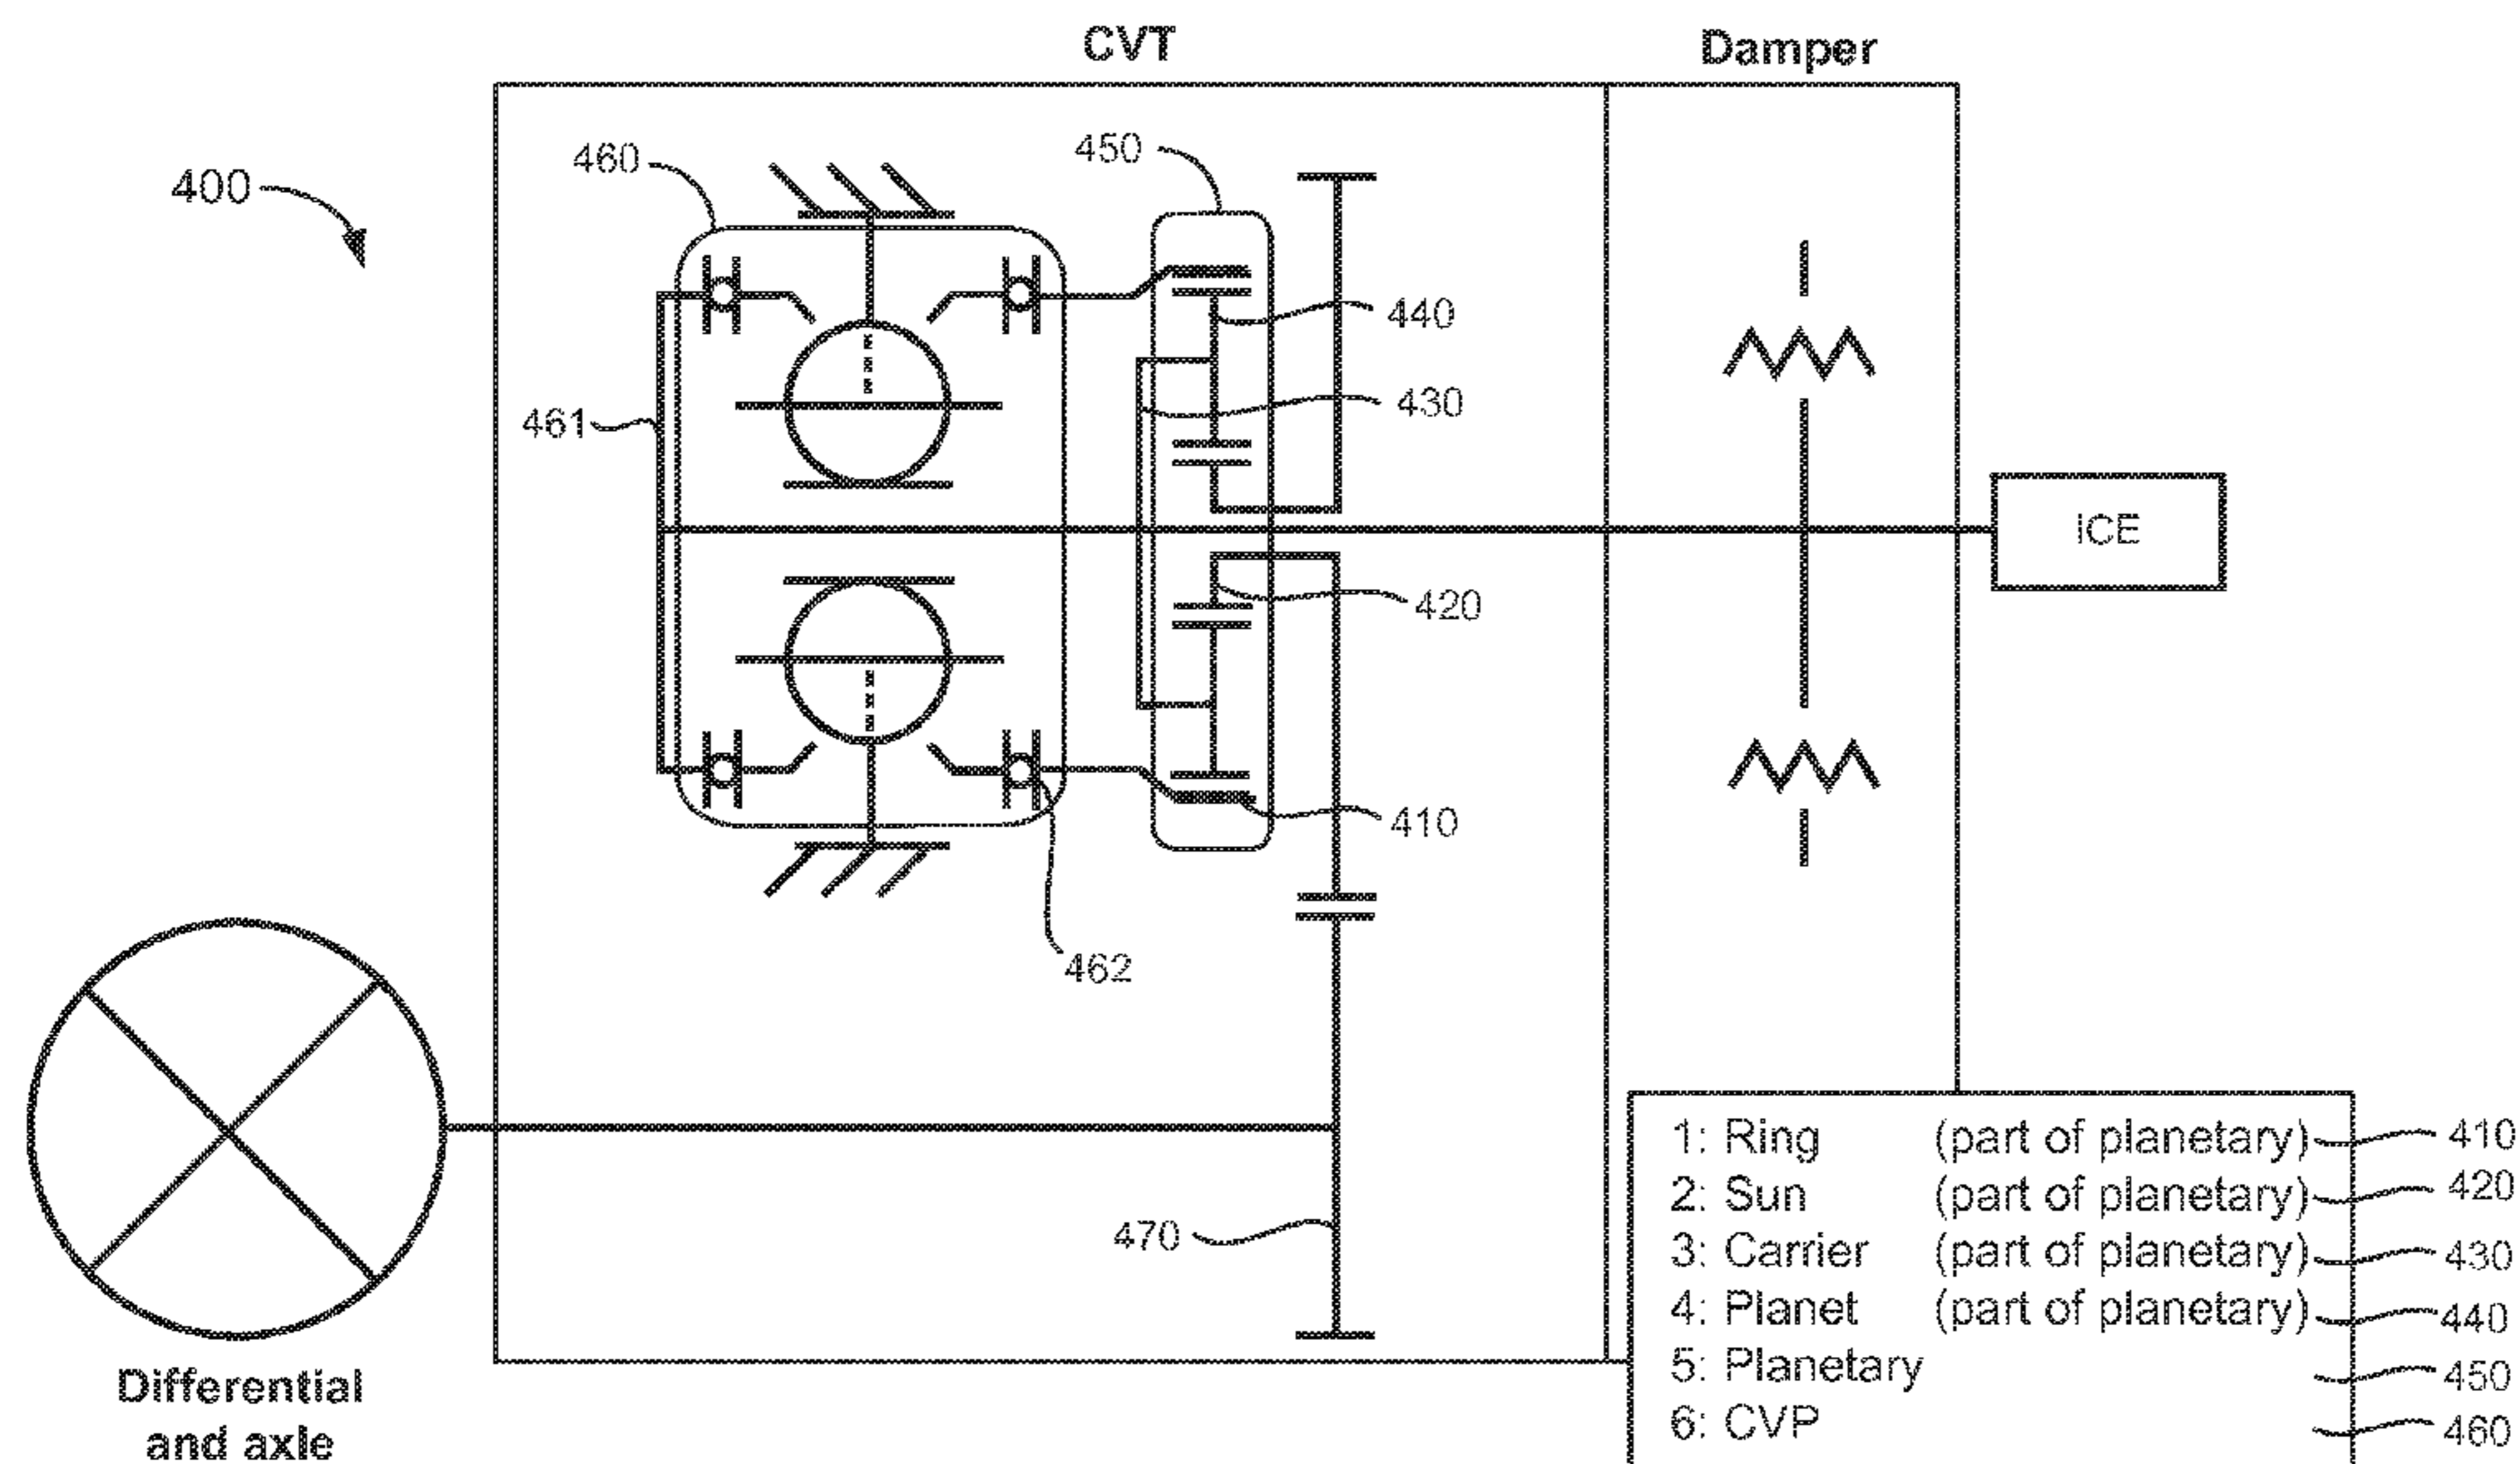 CVT
Damper
400
460
450
440
430
461
ICE
420
410
462
470
Differential
and axle
1: Ring (part of planetary) 410
2: Sun (part of planetary) 420
3: Carrier (part of planetary) 430
4: Planet (part of planetary) 440
5: Planetary 450
6: CVP 460